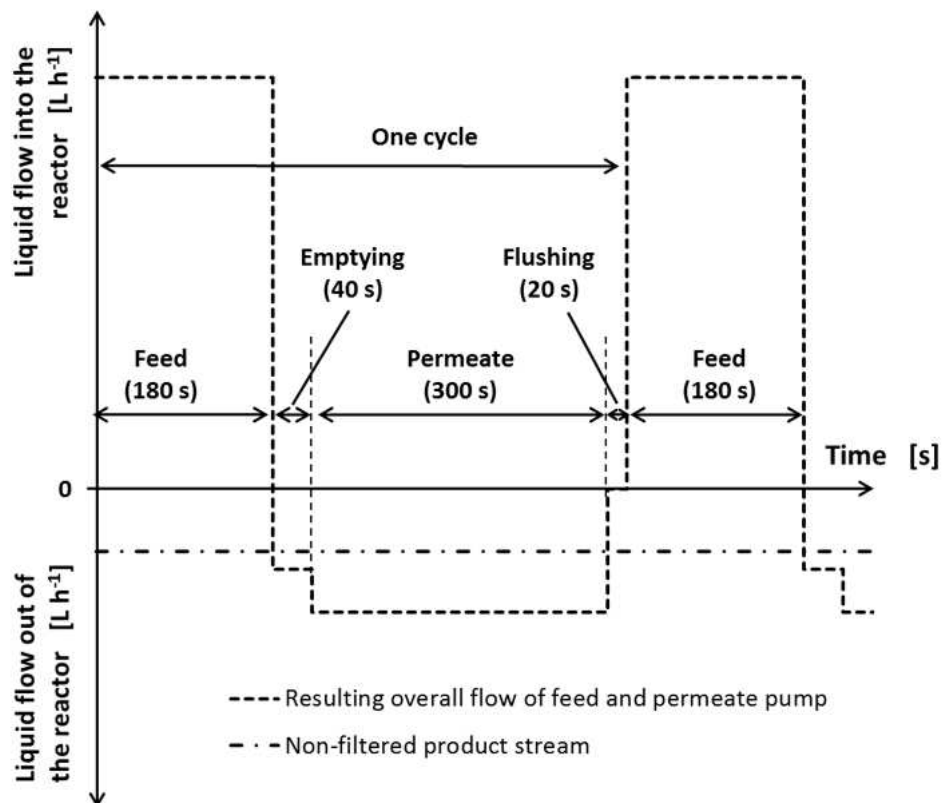 Liquid flow into the
reactor [L h-1]
One cycle
Emptying
(40 s)
Flushing
(20 s)
Feed
(180 s)
Permeate
(300 s)
Feed
(180 s)
Time [s]
0
Liquid flow out of
the reactor [L h-1]
Resulting overall flow of feed and permeate pump
Non-filtered product stream